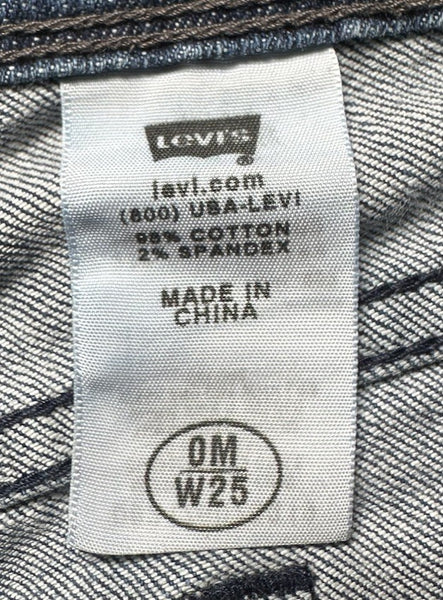 LEVI'S
levi.com
(800) USA-LEVI
98% COTTON
2% SPANDEX
MADE IN
CHINA
0M
W25